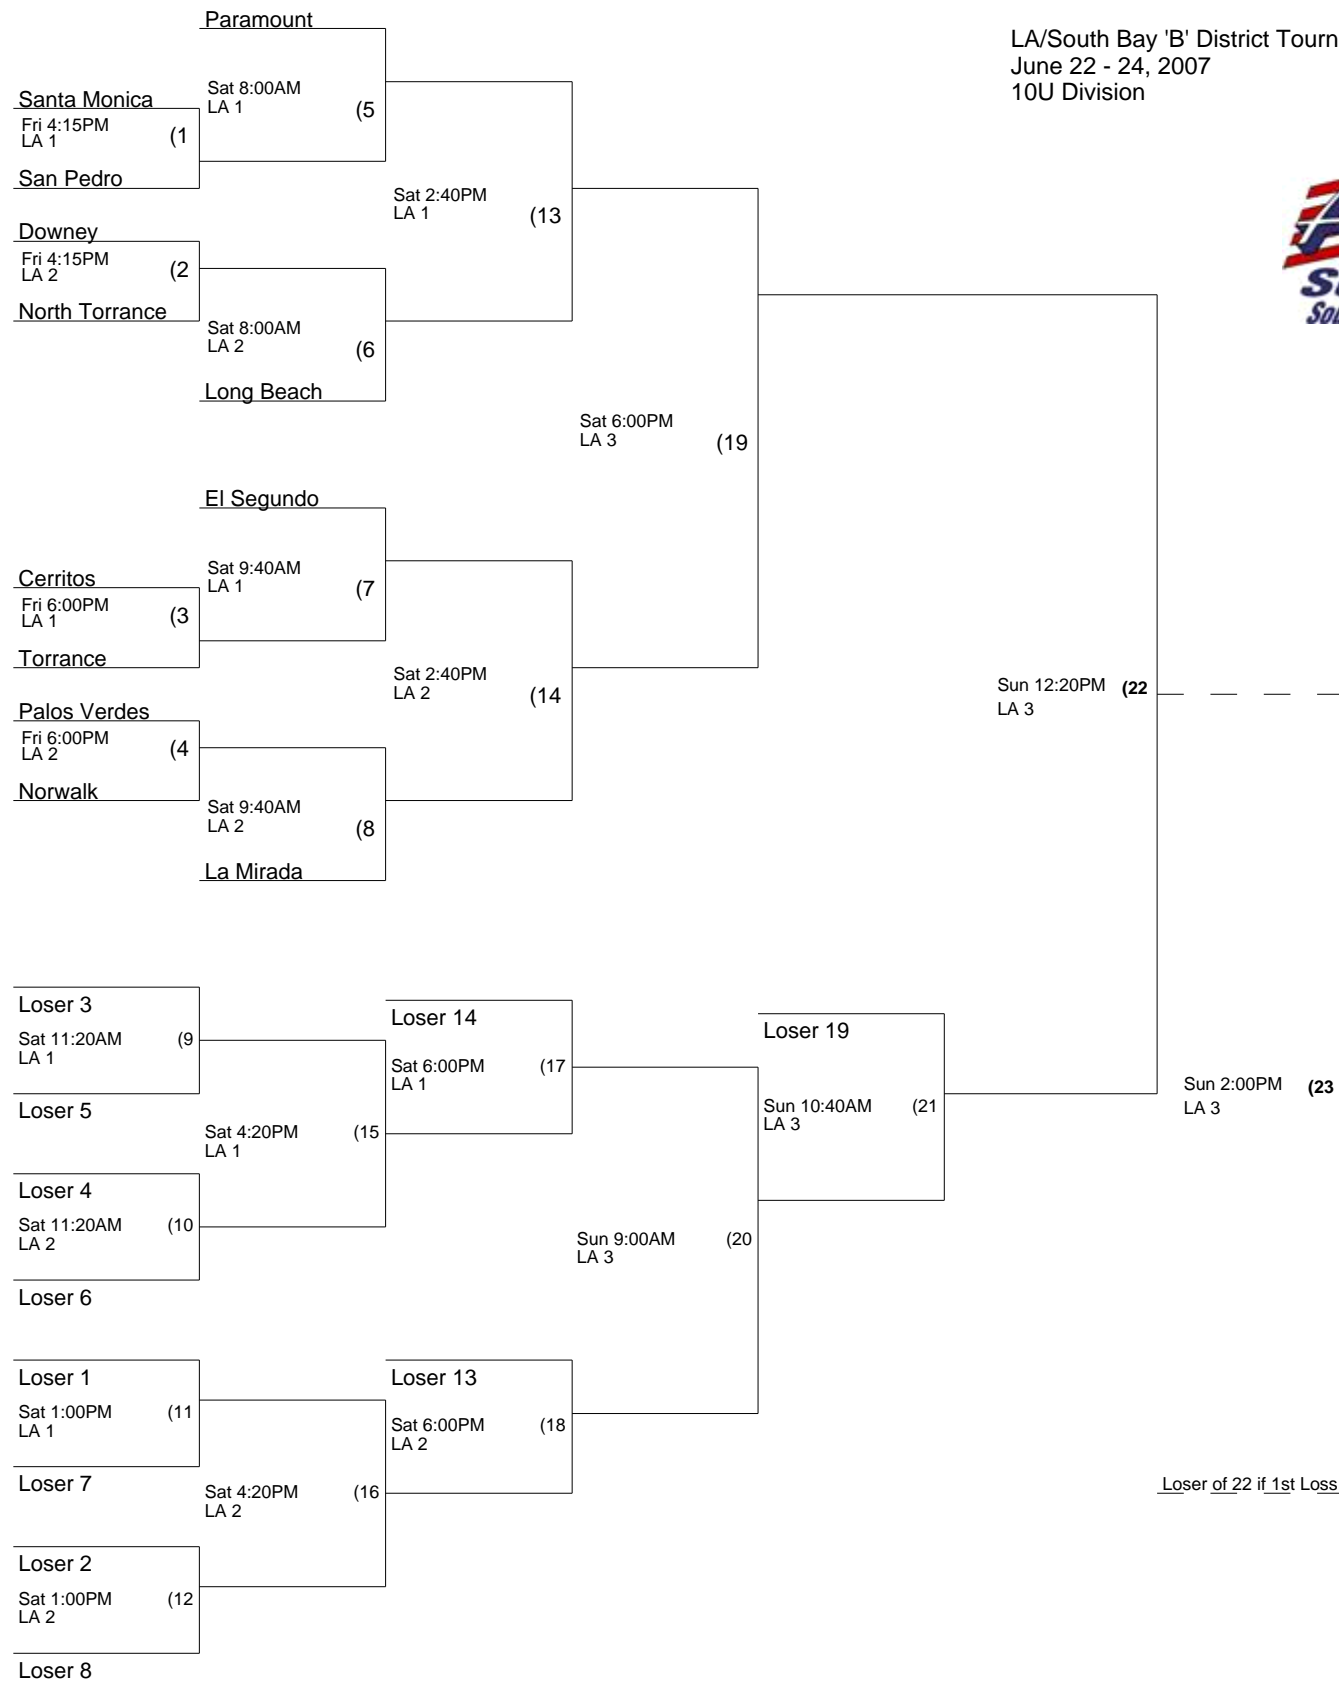 LA/South Bay 'B' District Tourn
June 22 - 24, 2007
10U Division
Paramount
Sat 8:00AM
LA 1
(5
Santa Monica
Fri 4:15PM
LA 1
(1
San Pedro
Sat 2:40PM
LA 1
(13
Downey
Fri 4:15PM
LA 2
(2
North Torrance
Sat 8:00AM
LA 2
(6
Long Beach
Sat 6:00PM
LA 3
(19
El Segundo
Sat 9:40AM
LA 1
(7
Cerritos
Fri 6:00PM
LA 1
(3
Torrance
Sat 2:40PM
LA 2
(14
Palos Verdes
Fri 6:00PM
LA 2
(4
Norwalk
Sat 9:40AM
LA 2
(8
La Mirada
Sun 12:20PM
(22
LA 3
Loser 3
Sat 11:20AM
(9
LA 1
Loser 5
Loser 14
Sat 6:00PM
(17
LA 1
Loser 19
Sun 10:40AM
(21
LA 3
Sun 2:00PM
(23
LA 3
Sat 4:20PM
(15
LA 1
Loser 4
Sat 11:20AM
(10
LA 2
Loser 6
Sun 9:00AM
(20
LA 3
Loser 1
Sat 1:00PM
(11
LA 1
Loser 7
Loser 13
Sat 6:00PM
(18
LA 2
Sat 4:20PM
(16
LA 2
Loser of 22 if 1st Loss
Loser 2
Sat 1:00PM
(12
LA 2
Loser 8